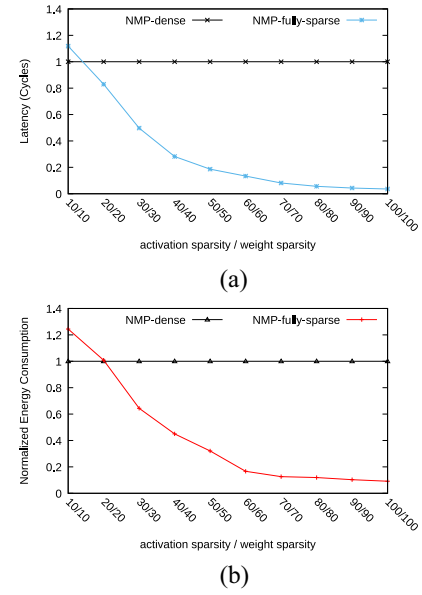 NMP-dense NMP-fully-sparse
1.4
1.2
1
0.8
0.6
0.4
0.2
0
Latency (Cycles)
10/10 20/20 30/30 40/40 50/50 60/60 70/70 80/80 90/90 100/100
activation sparsity / weight sparsity
(a)
NMP-dense NMP-fully-sparse
1.4
1.2
1
0.8
0.6
0.4
0.2
0
Normalized Energy Consumption
10/10 20/20 30/30 40/40 50/50 60/60 70/70 80/80 90/90 100/100
activation sparsity / weight sparsity
(b)